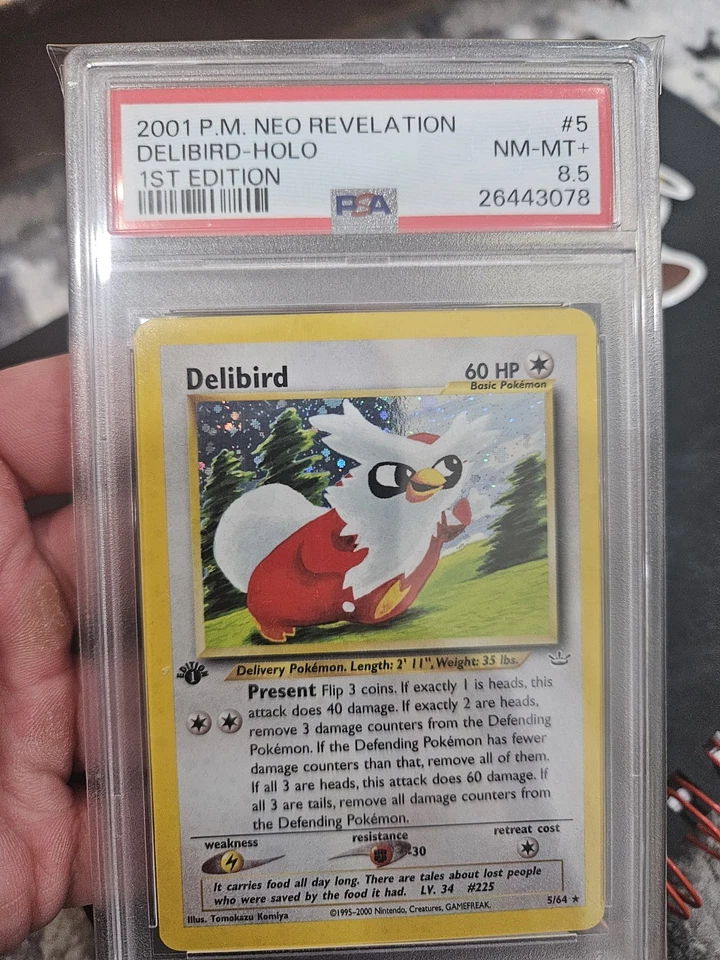 2001 P.M. NEO REVELATION #5
DELIBIRD-HOLO NM-MT+
1ST EDITION 8.5
PSA 26443078
Delibird 60 HP
Basic Pokémon
EDITION 1
Delivery Pokémon. Length: 2' 11", Weight: 35 lbs.
Present Flip 3 coins. If exactly 1 is heads, this
attack does 40 damage. If exactly 2 are heads,
remove 3 damage counters from the Defending
Pokémon. If the Defending Pokémon has fewer
damage counters than that, remove all of them.
If all 3 are heads, this attack does 60 damage. If
all 3 are tails, remove all damage counters from
the Defending Pokémon.
weakness resistance retreat cost
-30
It carries food all day long. There are tales about lost people
who were saved by the food it had. LV. 34 #225
Illus. Tomokazu Komiya ©1995-2000 Nintendo, Creatures, GAMEFREAK. 5/64 ★